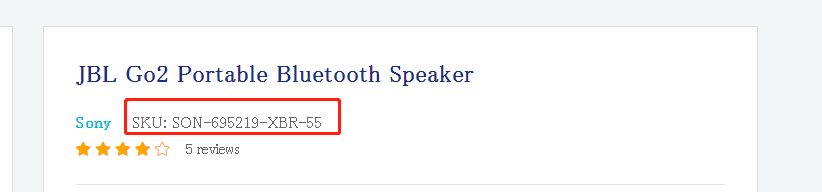 JBL Go2 Portable Bluetooth Speaker
Sony SKU: SON-695219-XBR-55
5 reviews